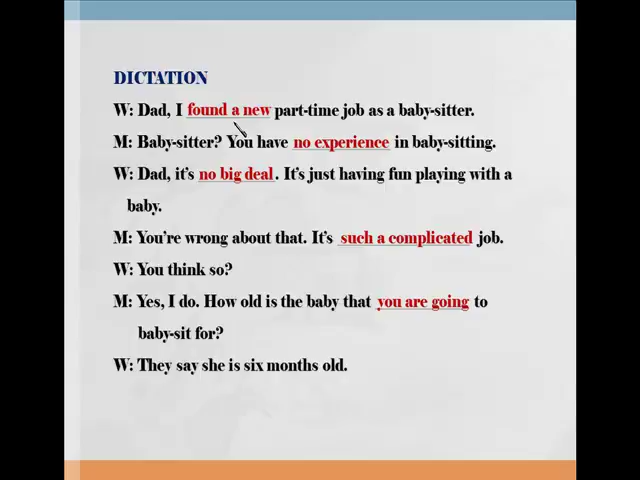 DICTATION
W: Dad, I found a new part-time job as a baby-sitter.
M: Baby-sitter? You have no experience in baby-sitting.
W: Dad, it's no big deal. It's just having fun playing with a
baby.
M: You're wrong about that. It's such a complicated job.
W: You think so?
M: Yes, I do. How old is the baby that you are going to
baby-sit for?
W: They say she is six months old.